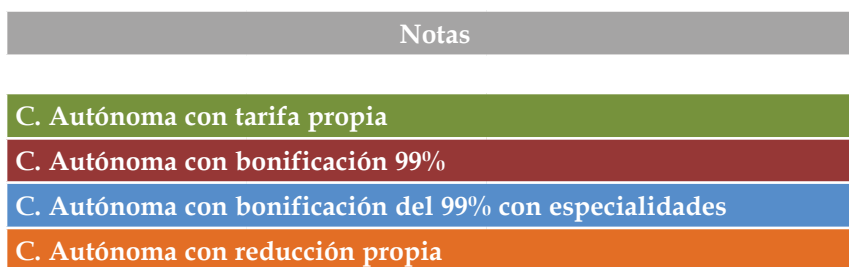 Notas
C. Autónoma con tarifa propia
C. Autónoma con bonificación 99%
C. Autónoma con bonificación del 99% con especialidades
C. Autónoma con reducción propia